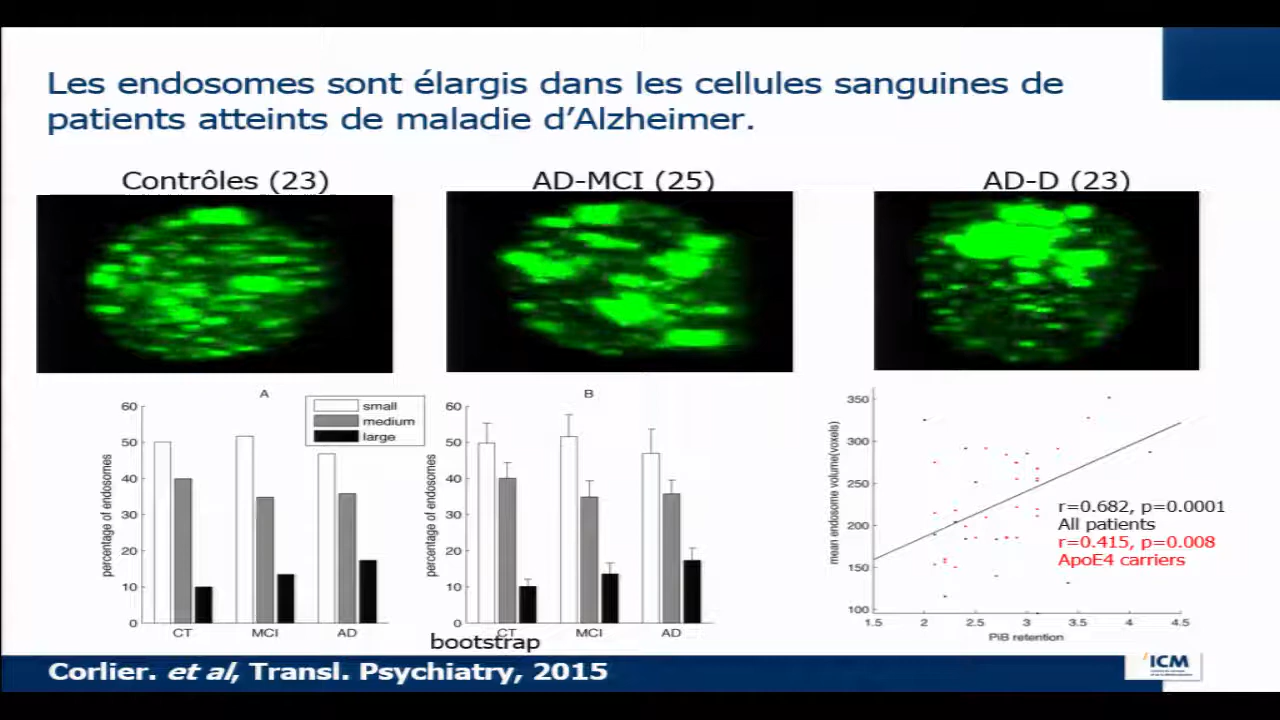 Les endosomes sont élargis dans les cellules sanguines de
patients atteints de maladie d'Alzheimer.
Contrôles (23)
AD-MCI (25)
AD-D (23)
A
small
medium
large
percentage of endosomes
60
50
40
30
20
10
0
CT
MCI
AD
B
percentage of endosomes
60
50
40
30
20
10
0
CT
MCI
AD
bootstrap
mean endosome volume(voxels)
350
300
250
200
150
100
1.5
2
2.5
3
3.5
4
4.5
PiB retention
r=0.682, p=0.0001
All patients
r=0.415, p=0.008
ApoE4 carriers
Corlier. et al, Transl. Psychiatry, 2015
ICM